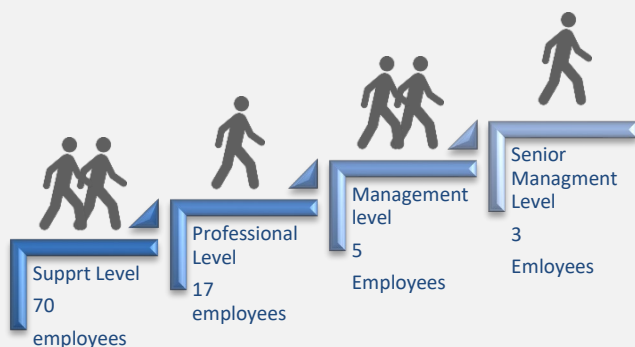 Supprt Level
70
employees
Professional
Level
17
employees
Management
level
5
Employees
Senior
Managment
Level
3
Emloyees